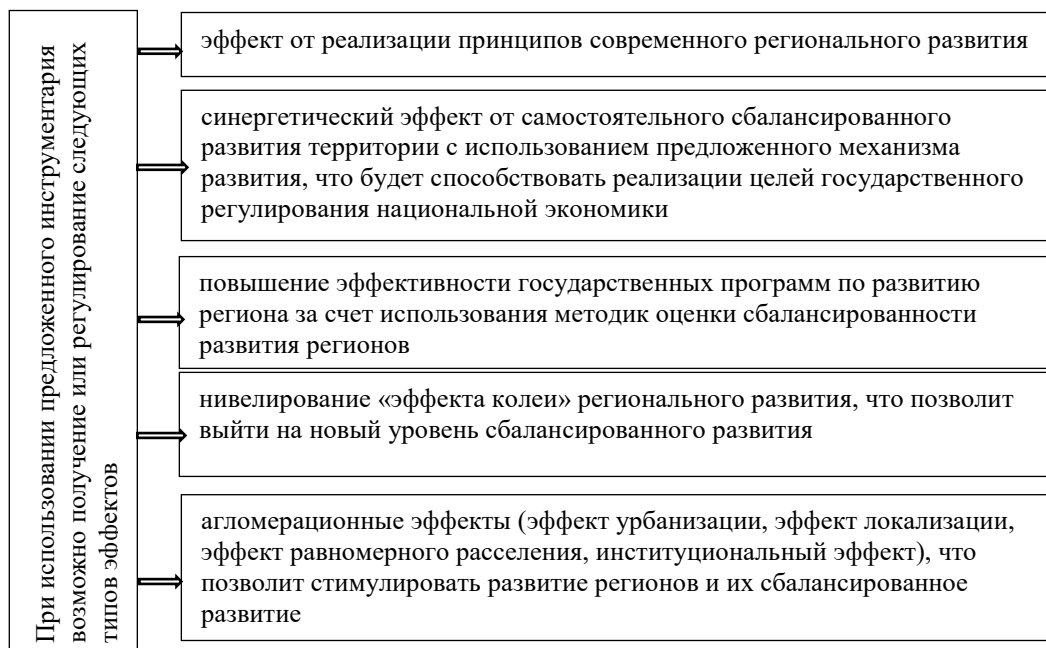 При использовании предложенного инструментария
возможно получение или регулирование следующих
типов эффектов
эффект от реализации принципов современного регионального развития
синергетический эффект от самостоятельного сбалансированного
развития территории с использованием предложенного механизма
развития, что будет способствовать реализации целей государственного
регулирования национальной экономики
повышение эффективности государственных программ по развитию
региона за счет использования методик оценки сбалансированности
развития регионов
нивелирование «эффекта колеи» регионального развития, что позволит
выйти на новый уровень сбалансированного развития
агломерационные эффекты (эффект урбанизации, эффект локализации,
эффект равномерного расселения, институциональный эффект), что
позволит стимулировать развитие регионов и их сбалансированное
развитие